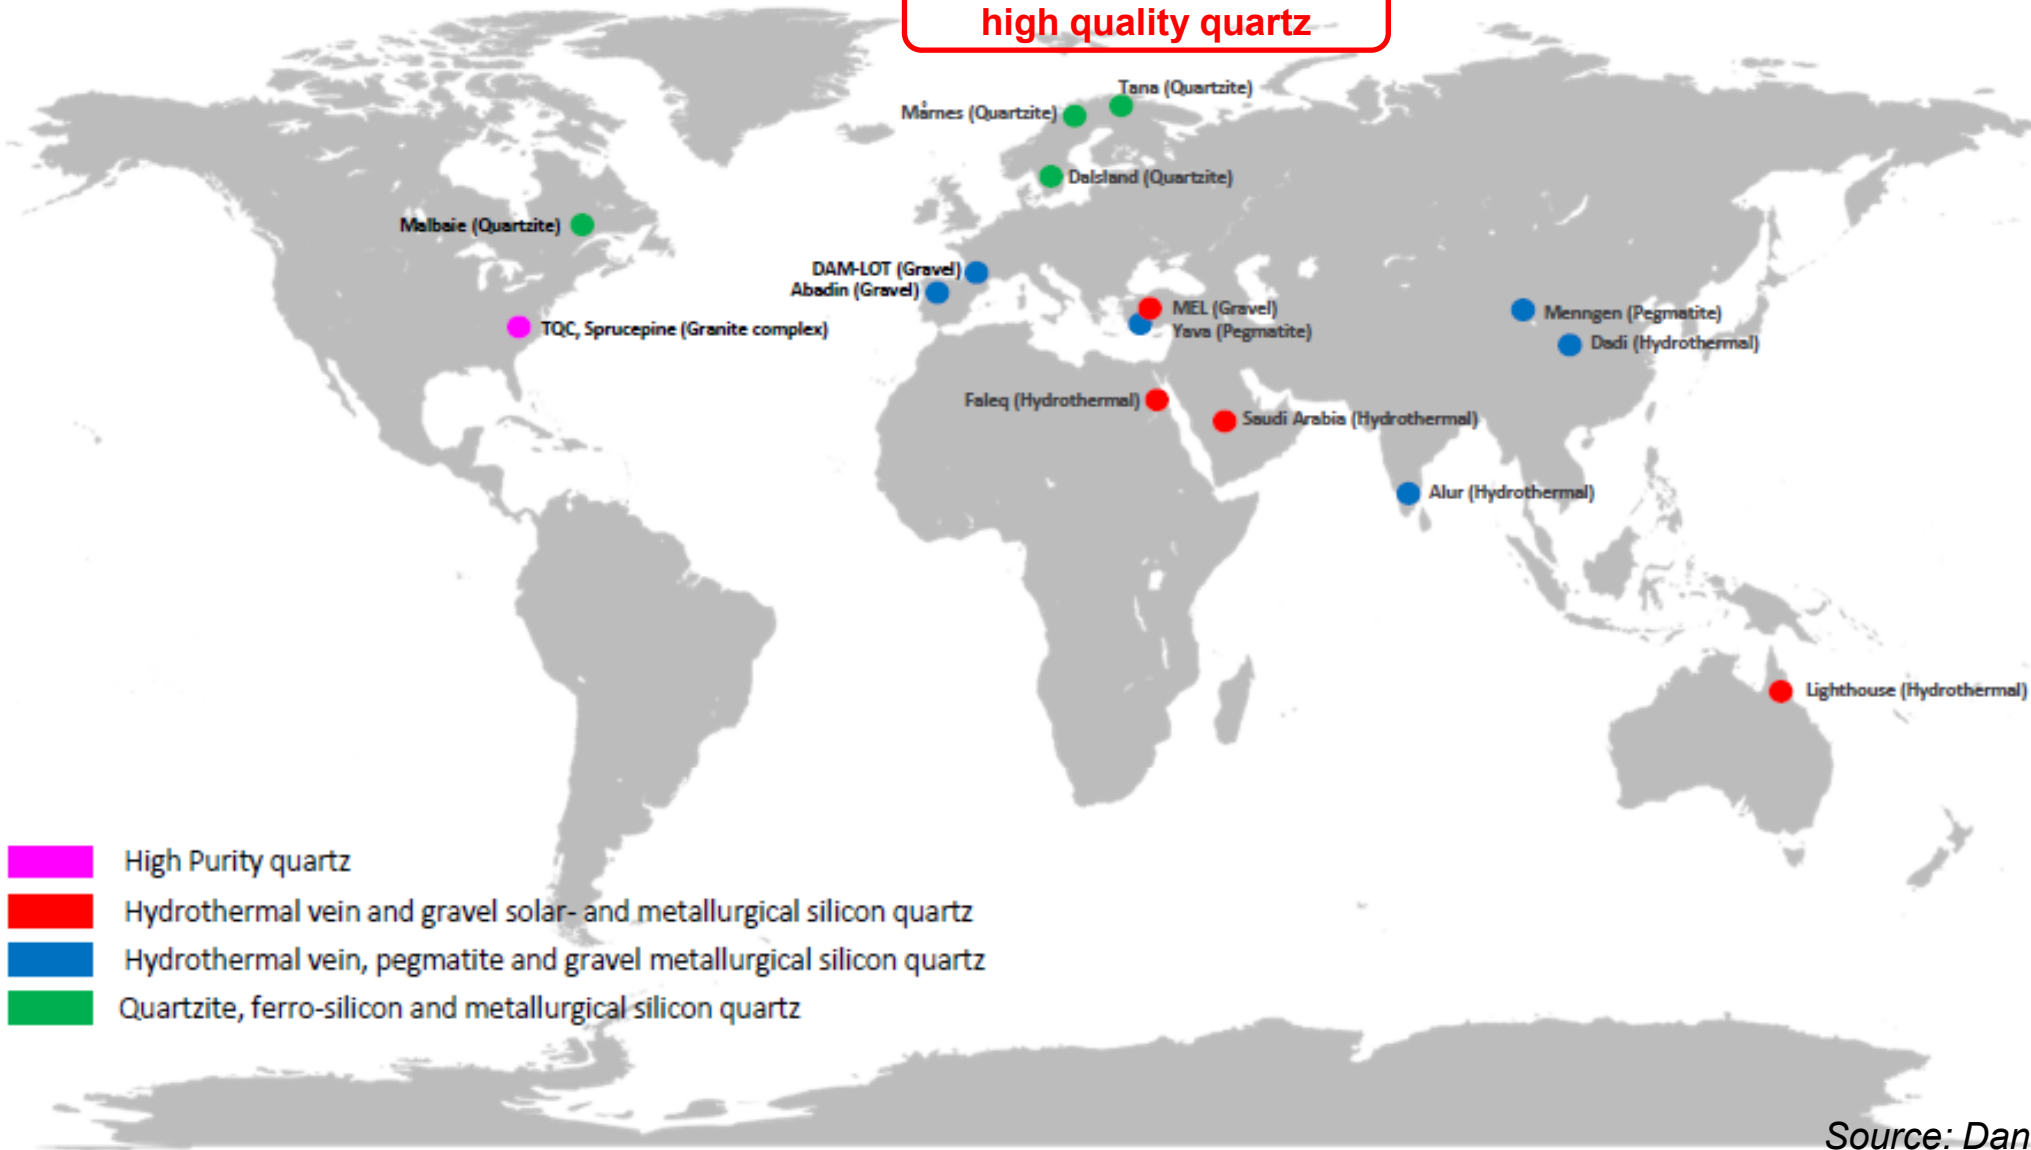 high quality quartz
Tana (Quartzite)
Mårnes (Quartzite)
Dalsland (Quartzite)
Malbaie (Quartzite)
DAM-LOT (Gravel)
Abadin (Gravel)
MEL (Gravel)
Menngen (Pegmatite)
TQC, Sprucepine (Granite complex)
Yava (Pegmatite)
Dadi (Hydrothermal)
Faleq (Hydrothermal)
Saudi Arabia (Hydrothermal)
Alur (Hydrothermal)
Lighthouse (Hydrothermal)
High Purity quartz
Hydrothermal vein and gravel solar- and metallurgical silicon quartz
Hydrothermal vein, pegmatite and gravel metallurgical silicon quartz
Quartzite, ferro-silicon and metallurgical silicon quartz
Source: Dan